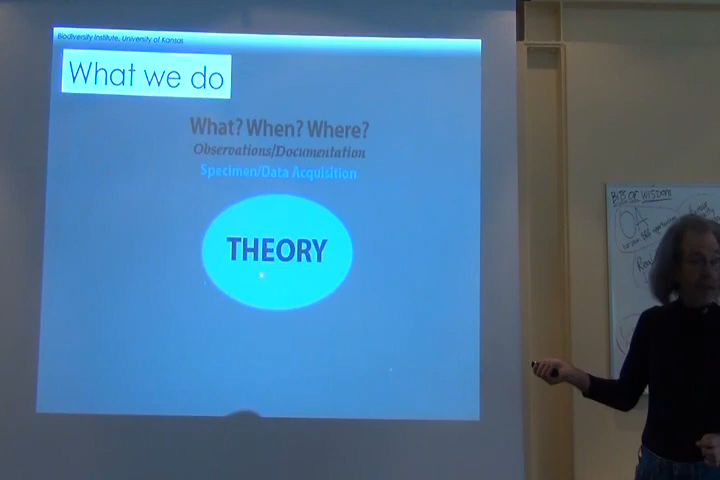 Biodiversity Institute, University of Kansas
What we do
What? When? Where?
Observations/Documentation
Specimen/Data Acquisition
THEORY
BITS OF WISDOM
OA